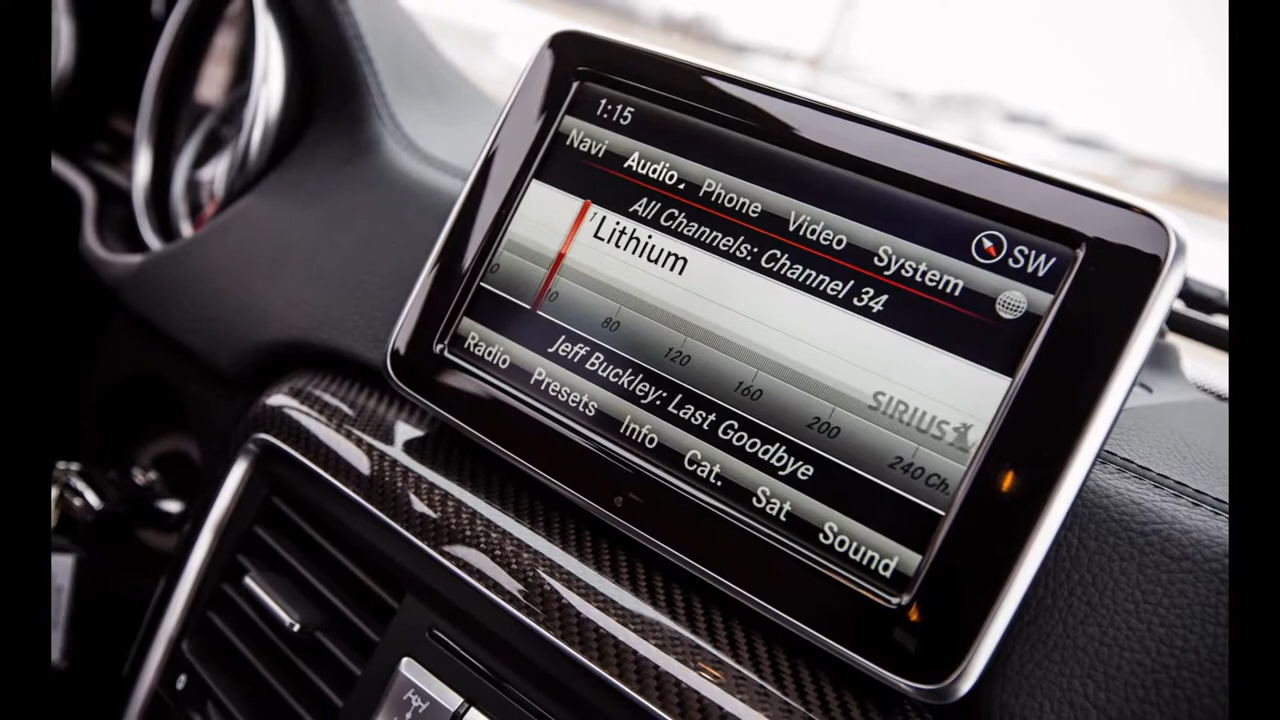 1:15
Navi Audio Phone Video System
SW
All Channels: Channel 34
1 Lithium
0 40 80 120 160 200 240 Ch.
SIRIUS
Jeff Buckley: Last Goodbye
Radio Presets Info Cat. Sat Sound